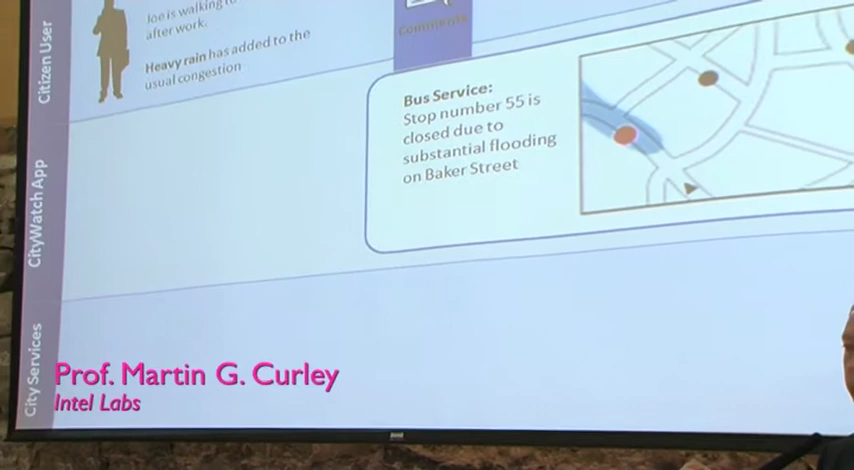 Joe is walking to
after work.
Heavy rain has added to the
usual congestion
Comments
Bus Service:
Stop number 55 is
closed due to
substantial flooding
on Baker Street
Citizen User
CityWatch App
City Services
Prof. Martin G. Curley
Intel Labs